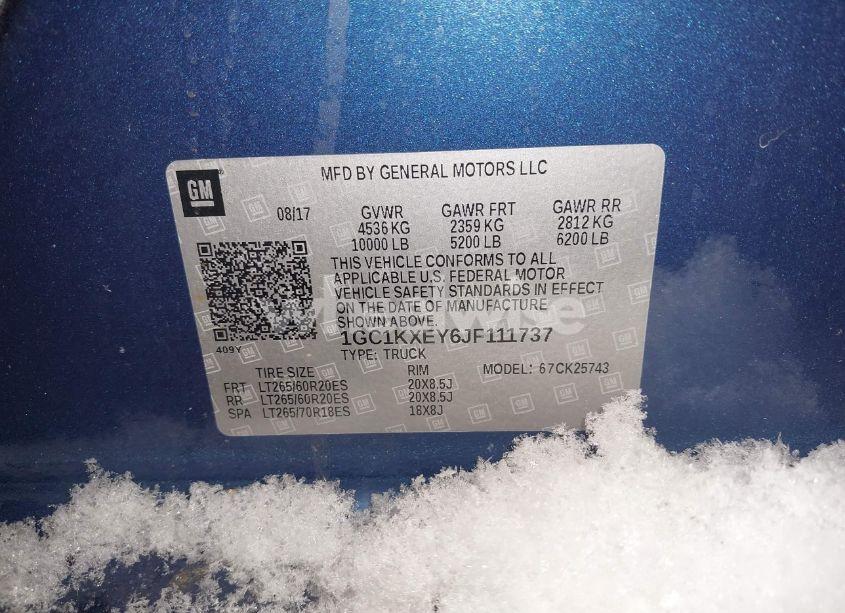 MFD BY GENERAL MOTORS LLC
GM
08/17 GVWR GAWR FRT GAWR RR
4536 KG 2359 KG 2812 KG
10000 LB 5200 LB 6200 LB
THIS VEHICLE CONFORMS TO ALL
APPLICABLE U.S. FEDERAL MOTOR
VEHICLE SAFETY STANDARDS IN EFFECT
ON THE DATE OF MANUFACTURE
SHOWN ABOVE.
409Y
1GC1KXEY6JF111737
TYPE: TRUCK
TIRE SIZE RIM MODEL: 67CK25743
FRT LT265/60R20ES 20X8.5J
RR LT265/60R20ES 20X8.5J
SPA LT265/70R18ES 18X8J